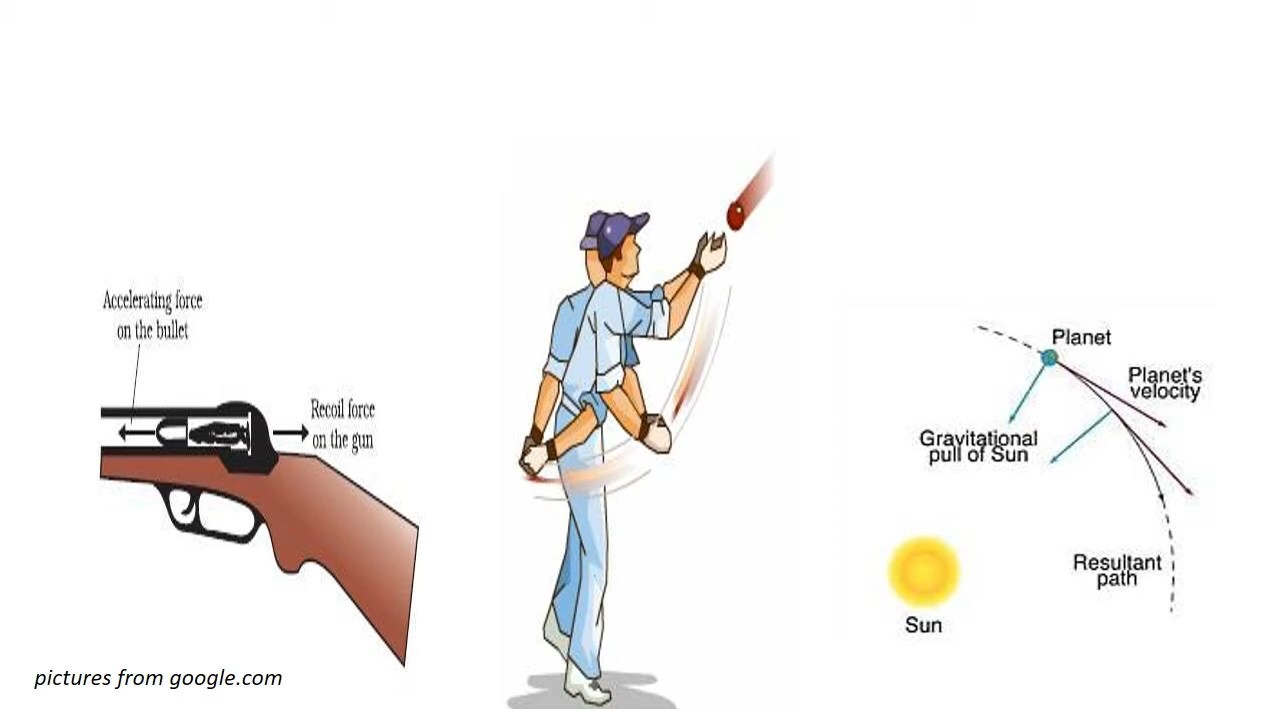 Accelerating force
on the bullet
Recoil force
on the gun
Planet
Planet's
velocity
Gravitational
pull of Sun
Resultant
path
Sun
pictures from google.com